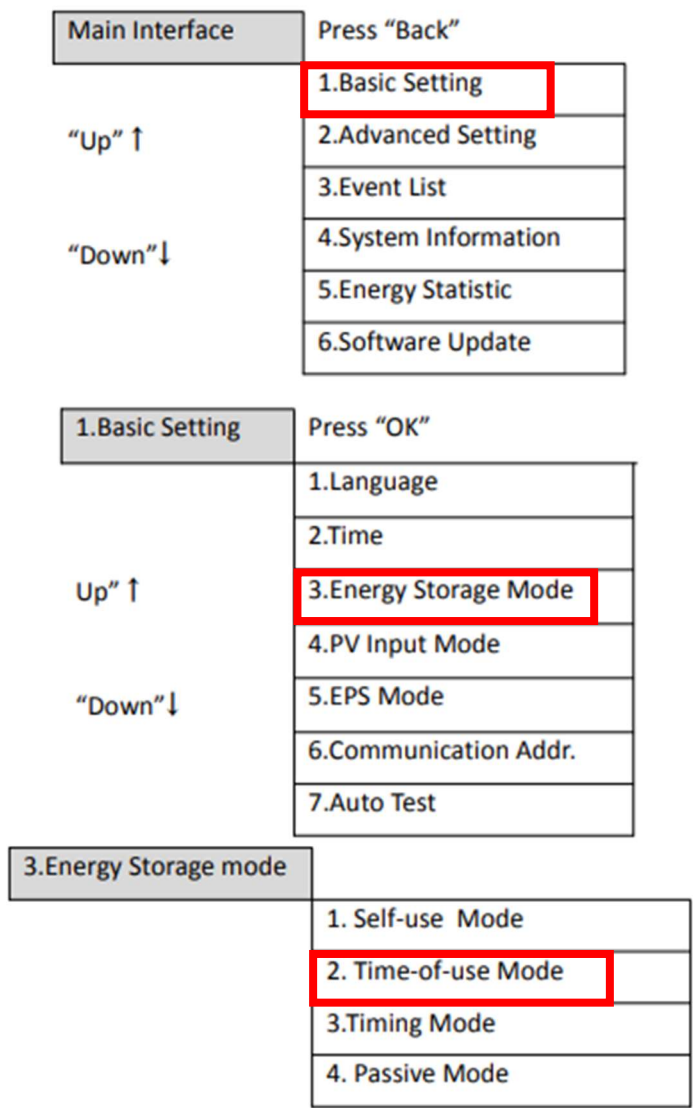 Main Interface Press “Back”
1.Basic Setting
“Up” ↑
2.Advanced Setting
3.Event List
4.System Information
“Down”↓
5.Energy Statistic
6.Software Update
1.Basic Setting Press “OK”
1.Language
2.Time
Up” ↑
3.Energy Storage Mode
4.PV Input Mode
“Down”↓
5.EPS Mode
6.Communication Addr.
7.Auto Test
3.Energy Storage mode
1. Self-use Mode
2. Time-of-use Mode
3.Timing Mode
4. Passive Mode